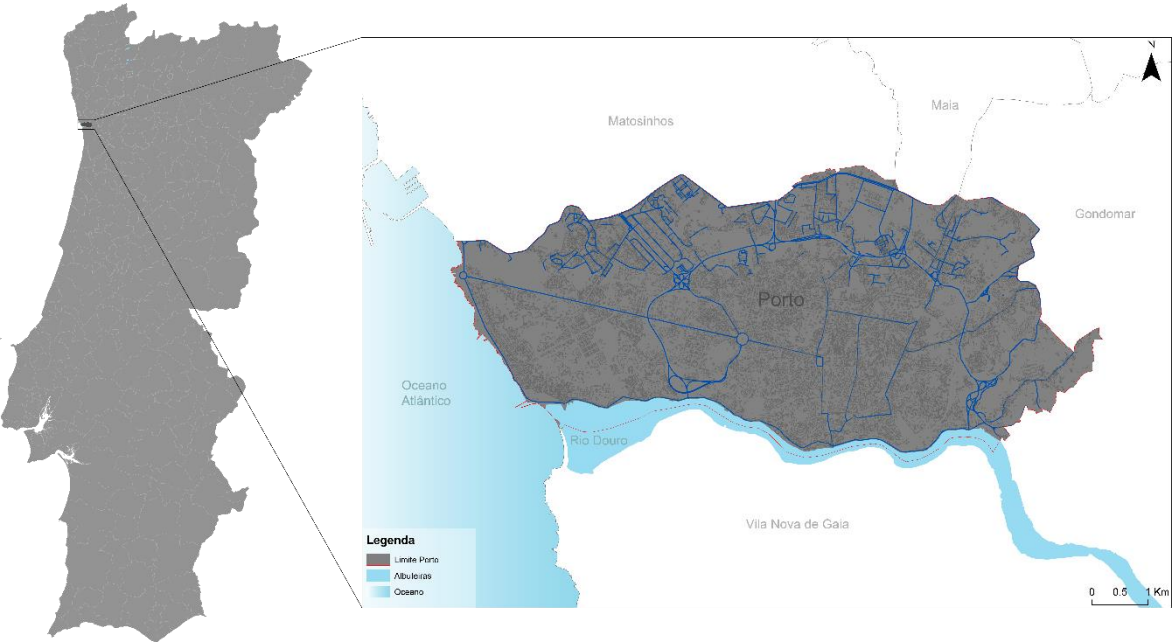 N
Maia
Matosinhos
Gondomar
Porto
Oceano
Atlântico
Rio Douro
Vila Nova de Gaia
Legenda
Limite Porto
Albufeiras
Oceano
0 0.5 1 Km